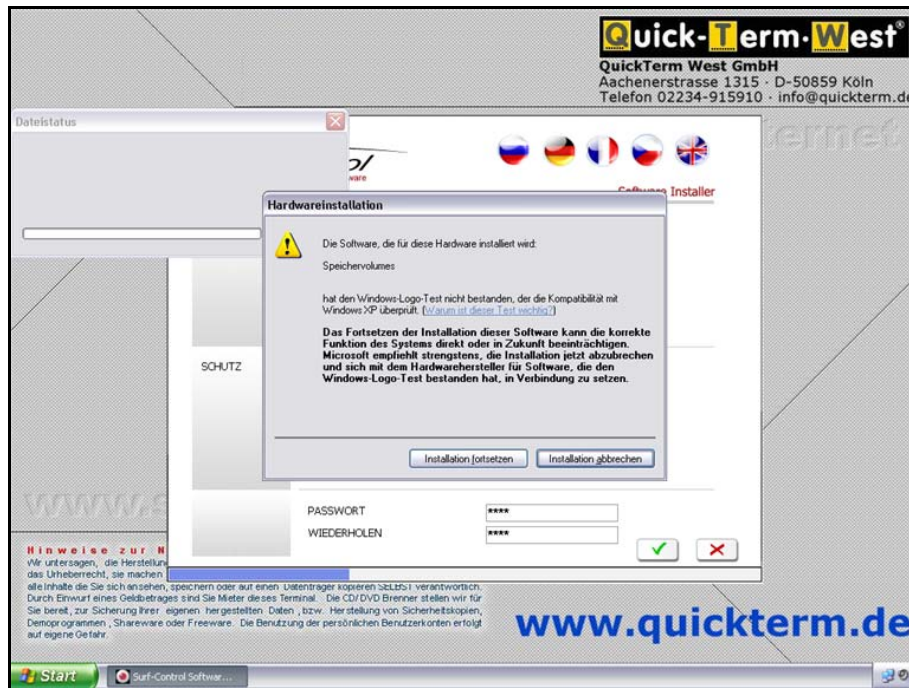 Quick-Term·West®
QuickTerm West GmbH
Aachenerstrasse 1315 · D-50859 Köln
Telefon 02234-915910 · info@quickterm.de
Dateistatus
ernet
ol
ware
Software Installer
Hardwareinstallation
Die Software, die für diese Hardware installiert wird:
Speichervolumes
hat den Windows-Logo-Test nicht bestanden, der die Kompatibilität mit
Windows XP überprüft. (Warum ist dieser Test wichtig?)
Das Fortsetzen der Installation dieser Software kann die korrekte
Funktion des Systems direkt oder in Zukunft beeinträchtigen.
Microsoft empfiehlt strengstens, die Installation jetzt abzubrechen
und sich mit dem Hardwarehersteller für Software, die den
Windows-Logo-Test bestanden hat, in Verbindung zu setzen.
SCHUTZ
Installation fortsetzen
Installation abbrechen
www.s
PASSWORT ****
WIEDERHOLEN ****
Hinweise zur N
Wir untersagen, die Herstellun
das Urheberrecht, sie machen
alle Inhalte die Sie sich ansehen, speichern oder auf einen Datenträger kopieren SELBST verantwortlich.
Durch Einwurf eines Geldbetrages sind Sie Mieter dieses Terminal. Die CD/DVD Brenner stellen wir für
Sie bereit, zur Sicherung Ihrer eigenen hergestellten Daten , bzw. Herstellung von Sicherheitskopien,
Demoprogrammen , Shareware oder Freeware. Die Benutzung der persönlichen Benutzerkonten erfolgt
auf eigene Gefahr.
www.quickterm.de
Start
Surf-Control Softwar...